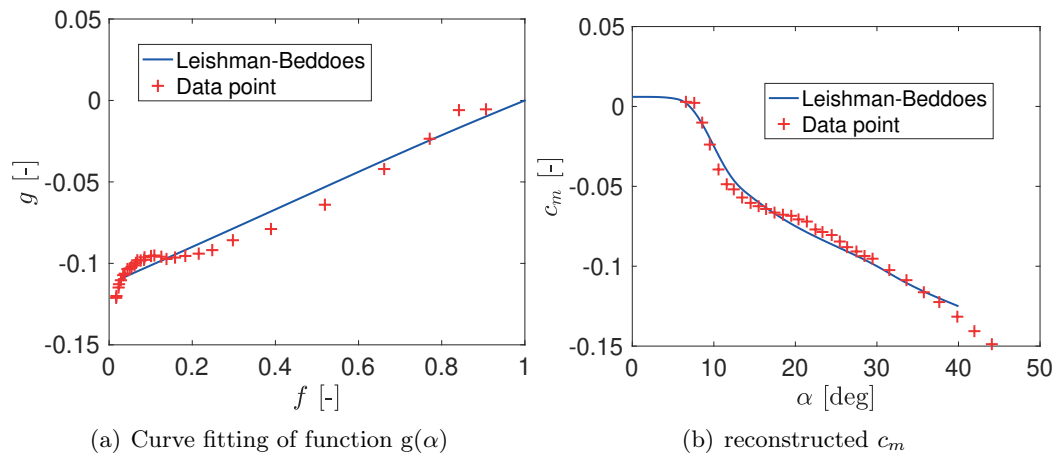 0.05
0
-0.05
-0.1
-0.15
g [-]
Leishman-Beddoes
Data point
0
0.2
0.4
0.6
0.8
1
f [-]
(a) Curve fitting of function g(α)
0.05
0
-0.05
-0.1
-0.15
c_m [-]
Leishman-Beddoes
Data point
0
10
20
30
40
50
α [deg]
(b) reconstructed c_m